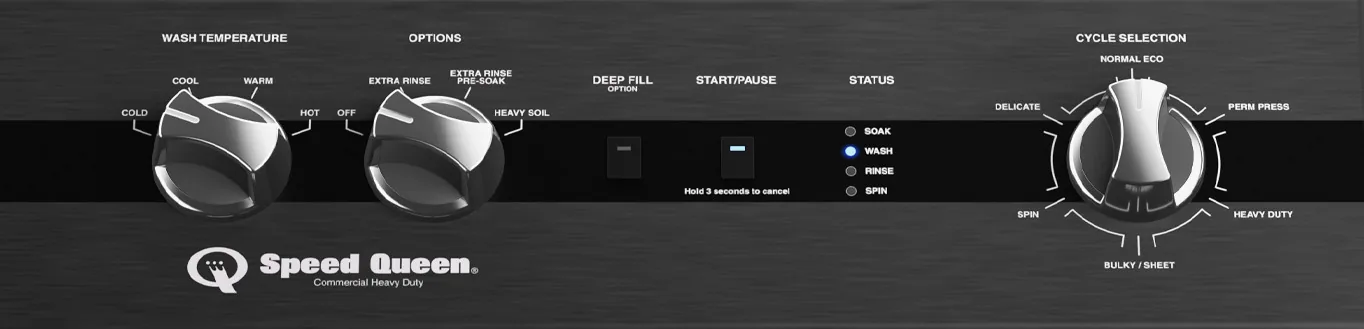 WASH TEMPERATURE
COLD
COOL
WARM
HOT
OPTIONS
OFF
EXTRA RINSE
EXTRA RINSE
PRE-SOAK
HEAVY SOIL
DEEP FILL
OPTION
START/PAUSE
Hold 3 seconds to cancel
STATUS
SOAK
WASH
RINSE
SPIN
CYCLE SELECTION
NORMAL ECO
DELICATE
PERM PRESS
SPIN
HEAVY DUTY
BULKY / SHEET
Speed Queen®
Commercial Heavy Duty